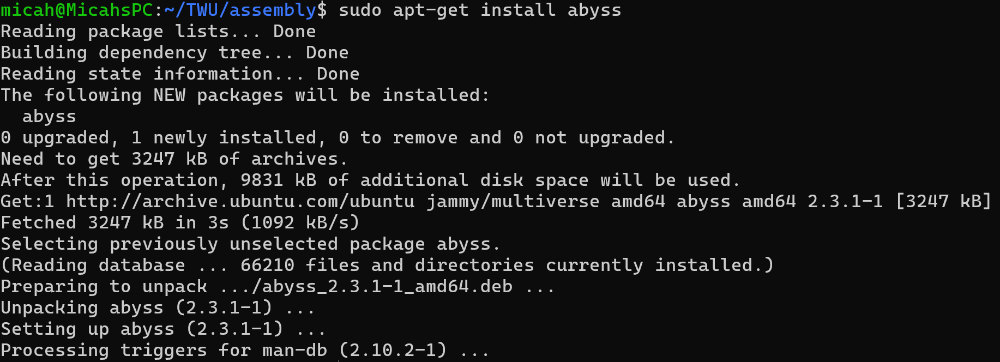 micah@MicahsPC:~/TWU/assembly$ sudo apt-get install abyss
Reading package lists... Done
Building dependency tree... Done
Reading state information... Done
The following NEW packages will be installed:
  abyss
0 upgraded, 1 newly installed, 0 to remove and 0 not upgraded.
Need to get 3247 kB of archives.
After this operation, 9831 kB of additional disk space will be used.
Get:1 http://archive.ubuntu.com/ubuntu jammy/multiverse amd64 abyss amd64 2.3.1-1 [3247 kB]
Fetched 3247 kB in 3s (1092 kB/s)
Selecting previously unselected package abyss.
(Reading database ... 66210 files and directories currently installed.)
Preparing to unpack .../abyss_2.3.1-1_amd64.deb ...
Unpacking abyss (2.3.1-1) ...
Setting up abyss (2.3.1-1) ...
Processing triggers for man-db (2.10.2-1) ...